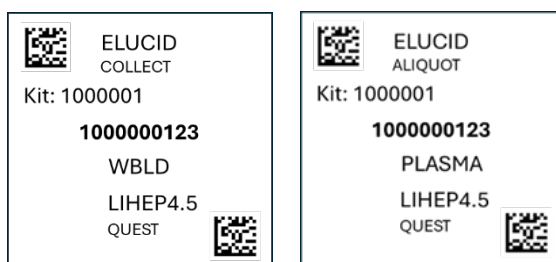 ELUCID
COLLECT
Kit: 1000001
1000000123
WBLD
LIHEP4.5
QUEST
ELUCID
ALIQUOT
Kit: 1000001
1000000123
PLASMA
LIHEP4.5
QUEST